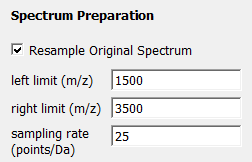 Spectrum Preparation
Resample Original Spectrum
left limit (m/z) 1500
right limit (m/z) 3500
sampling rate 25
(points/Da)